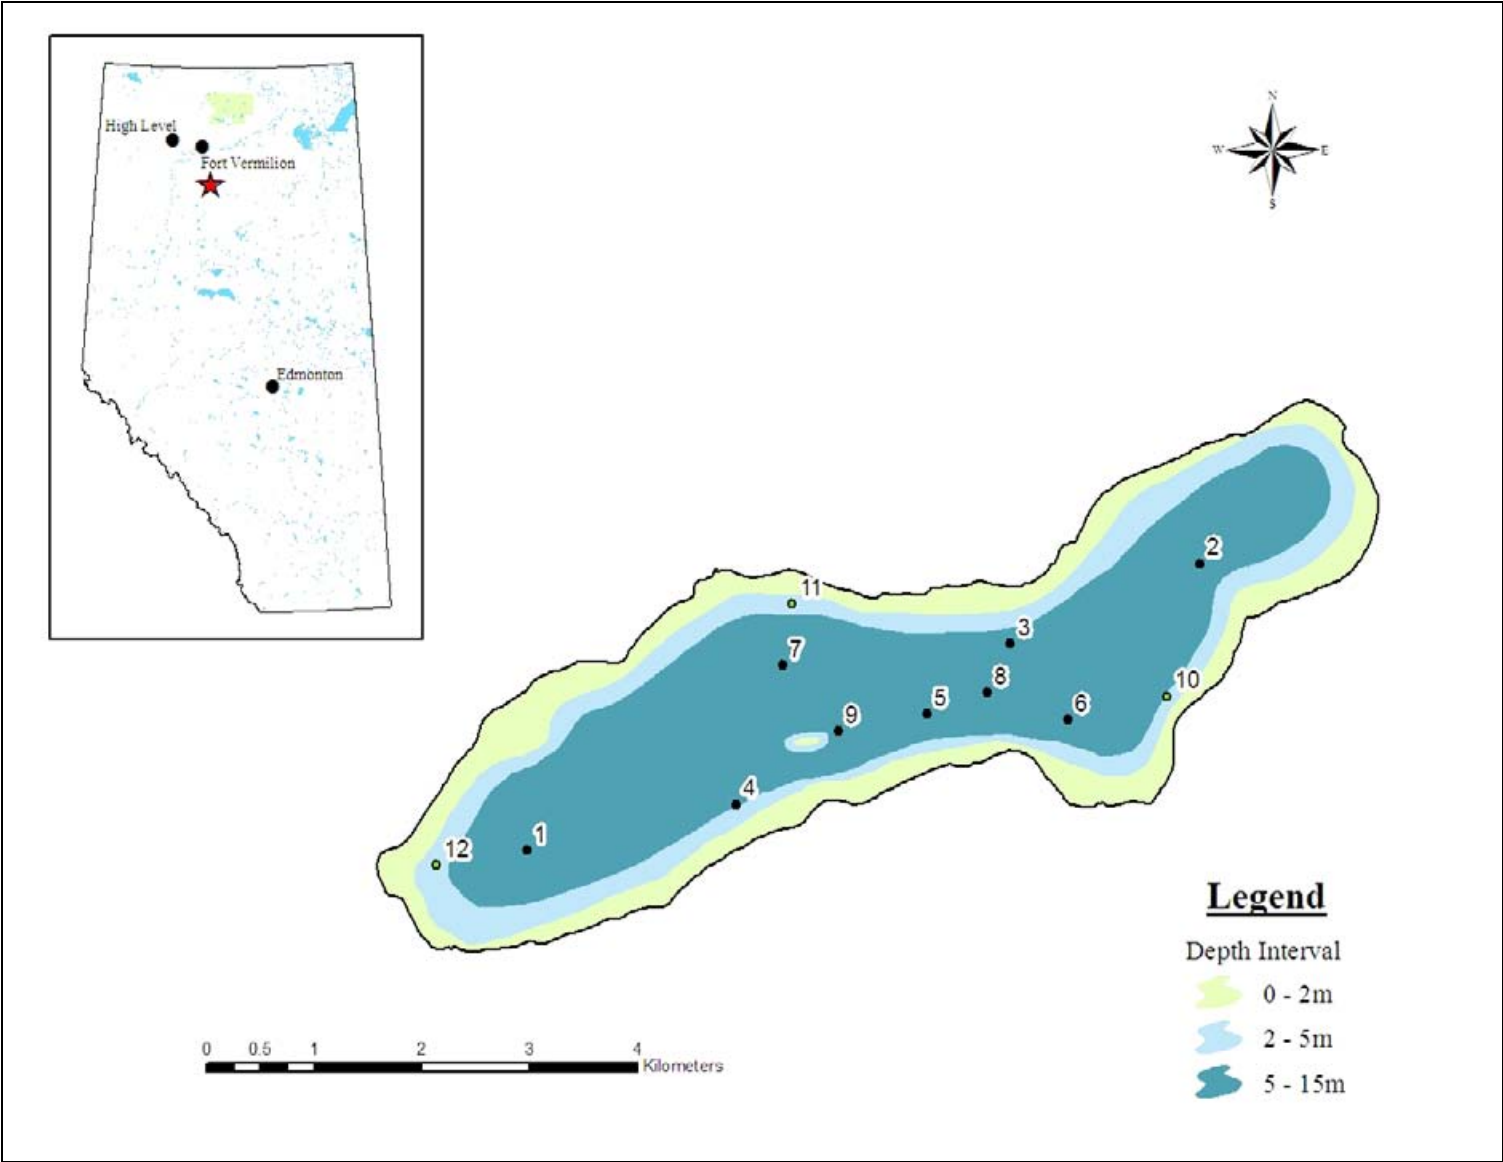 High Level
Fort Vermilion
Edmonton
N
W
E
S
2
11
3
7
8
10
5
6
9
4
1
12
Legend
Depth Interval
0 - 2m
2 - 5m
5 - 15m
0 0.5 1 2 3 4
Kilometers